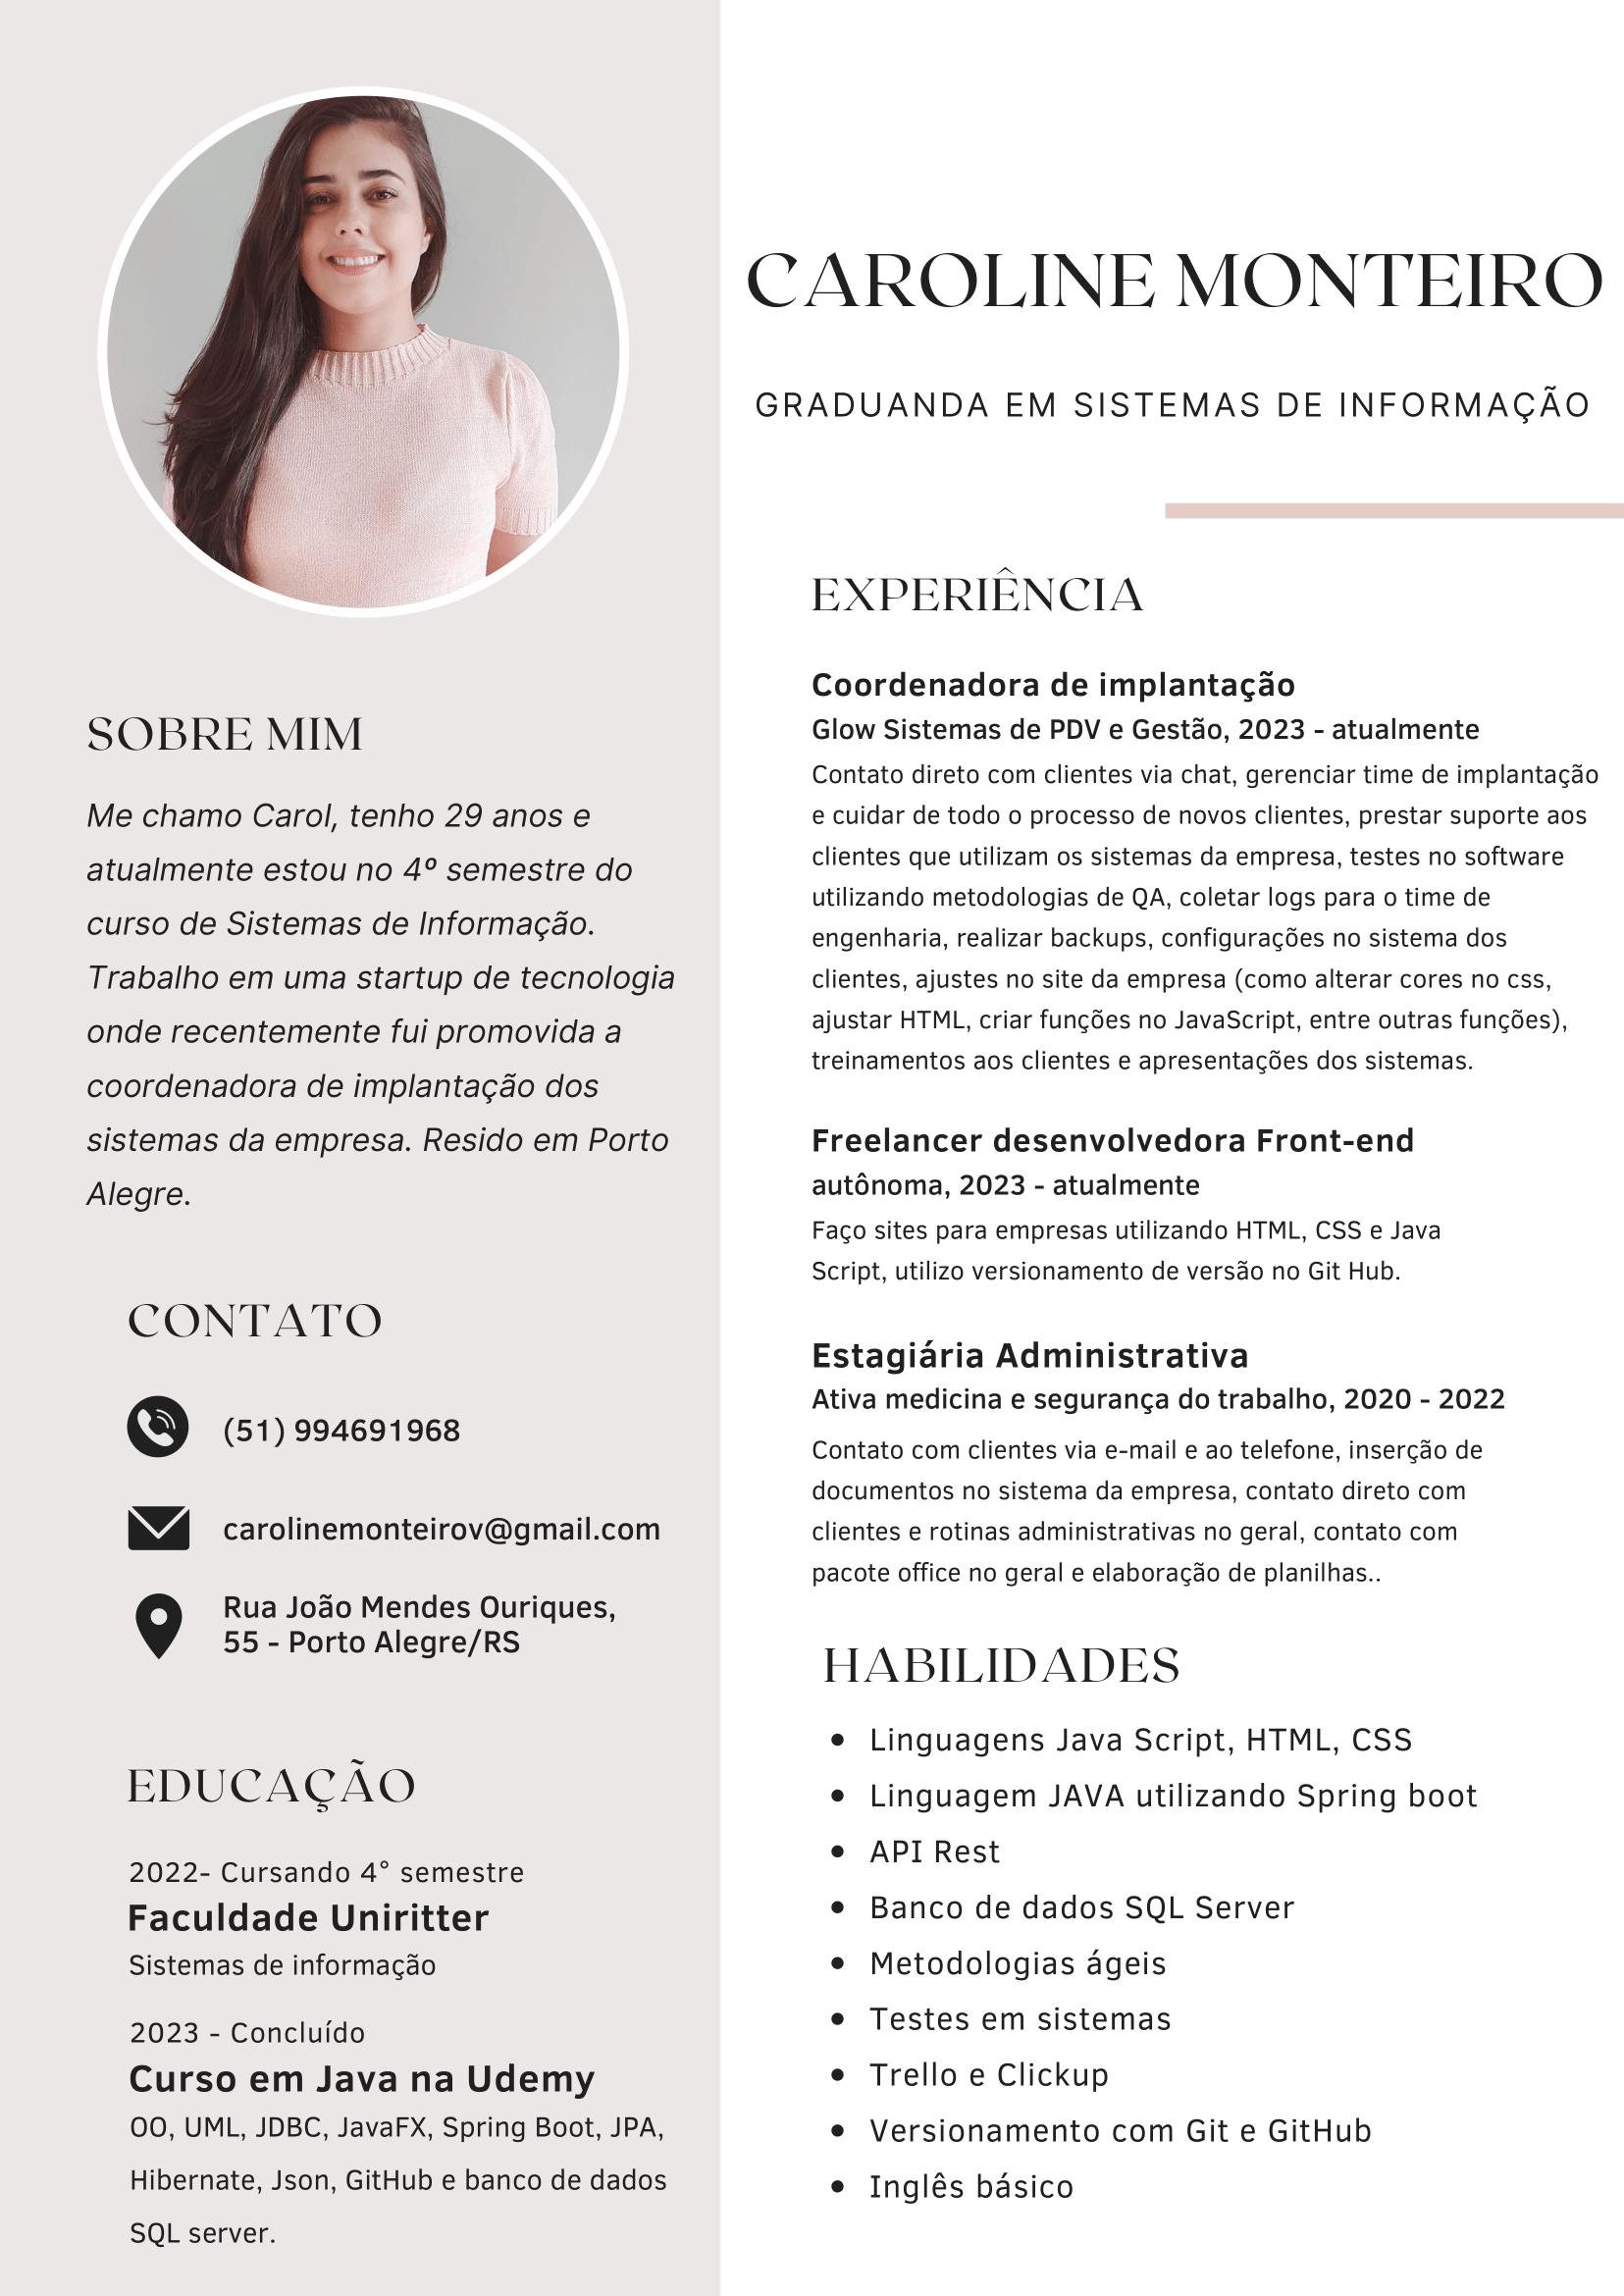 SOBRE MIM
Me chamo Carol, tenho 29 anos e
atualmente estou no 4º semestre do
curso de Sistemas de Informação.
Trabalho em uma startup de tecnologia
onde recentemente fui promovida a
coordenadora de implantação dos
sistemas da empresa. Resido em Porto
Alegre.
CONTATO
(51) 994691968
carolinemonteirov@gmail.com
Rua João Mendes Ouriques,
55 - Porto Alegre/RS
EDUCAÇÃO
2022- Cursando 4° semestre
Faculdade Uniritter
Sistemas de informação
2023 - Concluído
Curso em Java na Udemy
OO, UML, JDBC, JavaFX, Spring Boot, JPA,
Hibernate, Json, GitHub e banco de dados
SQL server.
CAROLINE MONTEIRO
GRADUANDA EM SISTEMAS DE INFORMAÇÃO
EXPERIÊNCIA
Coordenadora de implantação
Glow Sistemas de PDV e Gestão, 2023 - atualmente
Contato direto com clientes via chat, gerenciar time de implantação
e cuidar de todo o processo de novos clientes, prestar suporte aos
clientes que utilizam os sistemas da empresa, testes no software
utilizando metodologias de QA, coletar logs para o time de
engenharia, realizar backups, configurações no sistema dos
clientes, ajustes no site da empresa (como alterar cores no css,
ajustar HTML, criar funções no JavaScript, entre outras funções),
treinamentos aos clientes e apresentações dos sistemas.
Freelancer desenvolvedora Front-end
autônoma, 2023 - atualmente
Faço sites para empresas utilizando HTML, CSS e Java
Script, utilizo versionamento de versão no Git Hub.
Estagiária Administrativa
Ativa medicina e segurança do trabalho, 2020 - 2022
Contato com clientes via e-mail e ao telefone, inserção de
documentos no sistema da empresa, contato direto com
clientes e rotinas administrativas no geral, contato com
pacote office no geral e elaboração de planilhas..
HABILIDADES
• Linguagens Java Script, HTML, CSS
• Linguagem JAVA utilizando Spring boot
• API Rest
• Banco de dados SQL Server
• Metodologias ágeis
• Testes em sistemas
• Trello e Clickup
• Versionamento com Git e GitHub
• Inglês básico